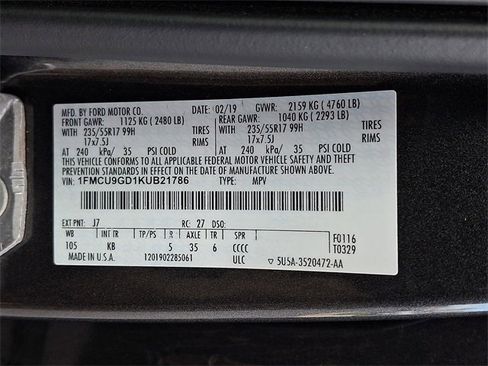 MFD. BY FORD MOTOR CO. 02/19 GVWR: 2159 KG ( 4760 LB)
FRONT GAWR: 1125 KG ( 2480 LB) REAR GAWR: 1040 KG ( 2293 LB)
WITH 235/55R17 99H TIRES WITH 235/55R17 99H TIRES
17x7.5J RIMS 17x7.5J RIMS
AT 240 kPa/ 35 PSI COLD AT 240 kPa/ 35 PSI COLD
THIS VEHICLE CONFORMS TO ALL APPLICABLE FEDERAL MOTOR VEHICLE SAFETY AND THEFT PREVENTION STANDARDS IN
EFFECT ON THE DATE OF MANUFACTURE SHOWN ABOVE.
VIN: 1FMCU9GD1KUB21786 TYPE: MPV
EXT PNT: J7 RC: 27 DSO:
WB INT TR TP/PS R AXLE TR SPR
105 KB 5 35 6 CCCC
F0116
T0329
MADE IN U.S.A. 1201902285061 ULC 5U5A-3520472-AA